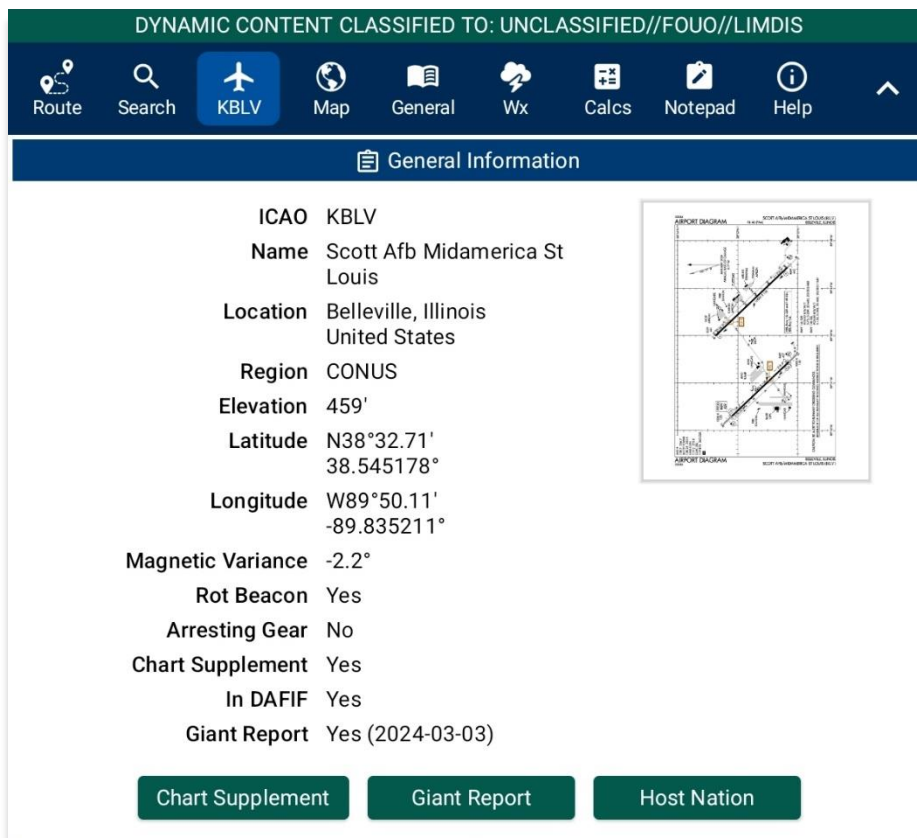 DYNAMIC CONTENT CLASSIFIED TO: UNCLASSIFIED//FOUO//LIMDIS
Route Search KBLV Map General Wx Calcs Notepad Help
General Information
ICAO KBLV
Name Scott Afb Midamerica St
Louis
Location Belleville, Illinois
United States
Region CONUS
Elevation 459'
Latitude N38°32.71'
38.545178°
Longitude W89°50.11'
-89.835211°
Magnetic Variance -2.2°
Rot Beacon Yes
Arresting Gear No
Chart Supplement Yes
In DAFIF Yes
Giant Report Yes (2024-03-03)
AIRPORT DIAGRAM
AIRPORT DIAGRAM
Chart Supplement Giant Report Host Nation